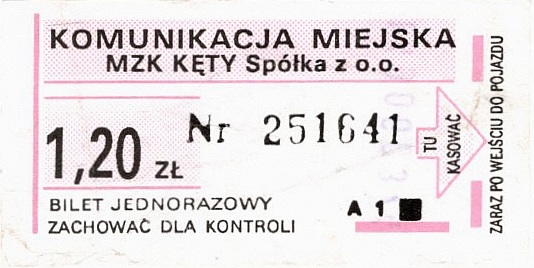 KOMUNIKACJA MIEJSKA
MZK KĘTY Spółka z o.o.
1,20 ZŁ
Nr 251641
BILET JEDNORAZOWY
ZACHOWAĆ DLA KONTROLI
A 1
TU
KASOWAĆ
ZARAZ PO WEJŚCIU DO POJAZDU